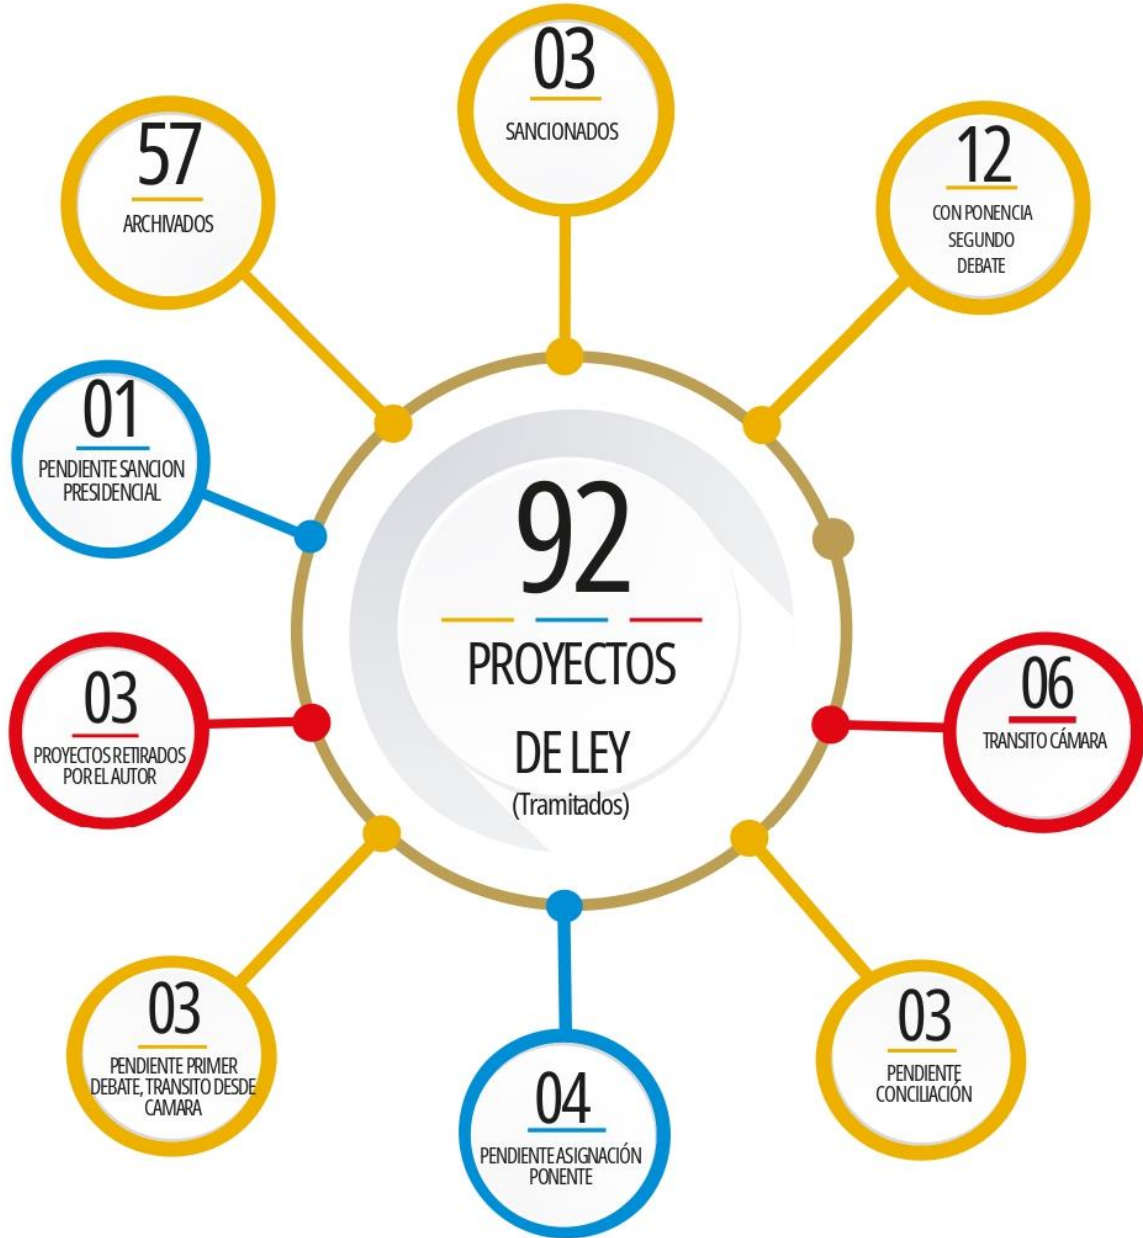 03
SANCIONADOS
57
ARCHIVADOS
12
CON PONENCIA
SEGUNDO
DEBATE
01
PENDIENTE SANCION
PRESIDENCIAL
92
PROYECTOS
DE LEY
(Tramitados)
03
PROYECTOS RETIRADOS
POR EL AUTOR
06
TRANSITO CÁMARA
03
PENDIENTE PRIMER
DEBATE, TRANSITO DESDE
CAMARA
04
PENDIENTE ASIGNACIÓN
PONENTE
03
PENDIENTE
CONCILIACIÓN